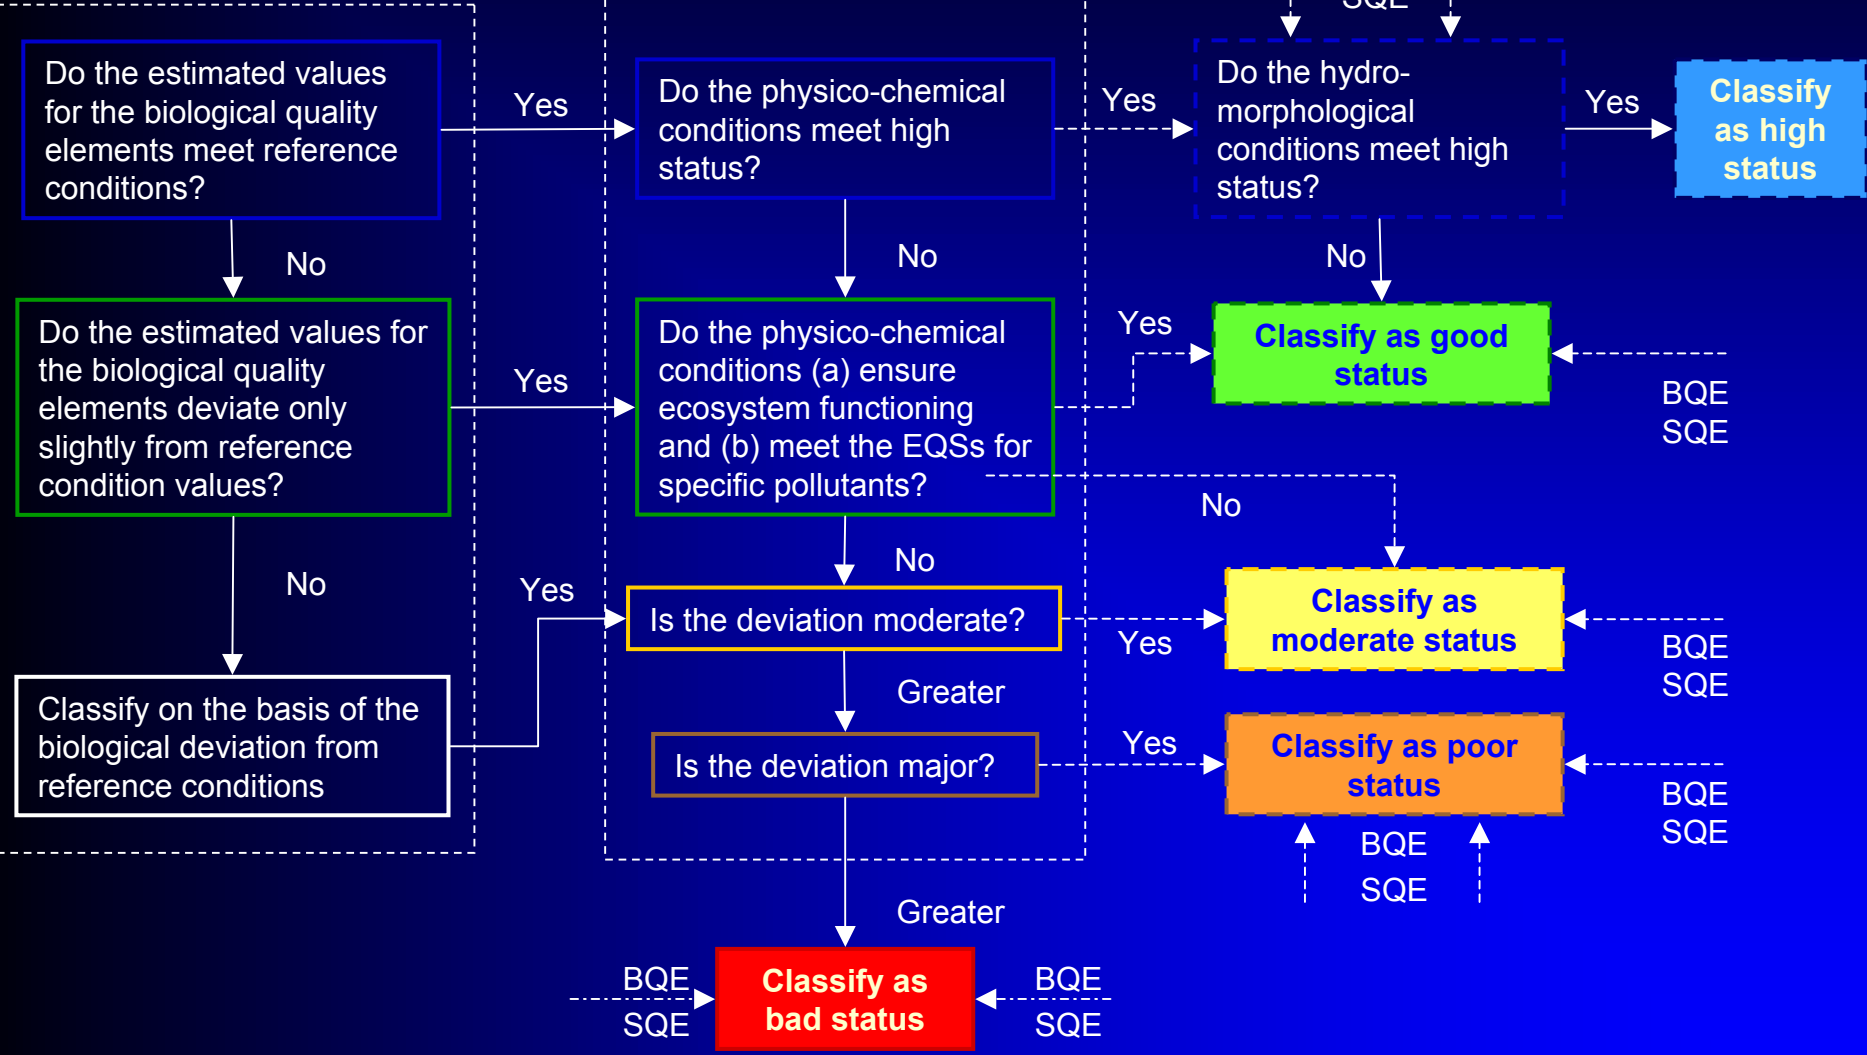 SQE
Do the estimated values
for the biological quality
elements meet reference
conditions?
Yes
Do the physico-chemical
conditions meet high
status?
Yes
Do the hydro-
morphological
conditions meet high
status?
Yes
Classify
as high
status
No
No
No
Do the estimated values for
the biological quality
elements deviate only
slightly from reference
condition values?
Yes
Do the physico-chemical
conditions (a) ensure
ecosystem functioning
and (b) meet the EQSs for
specific pollutants?
Yes
Classify as good
status
BQE
SQE
No
No
No
Yes
Is the deviation moderate?
Yes
Classify as
moderate status
BQE
SQE
Classify on the basis of the
biological deviation from
reference conditions
Greater
Is the deviation major?
Yes
Classify as poor
status
BQE
SQE
BQE
SQE
Greater
BQE
SQE
Classify as
bad status
BQE
SQE